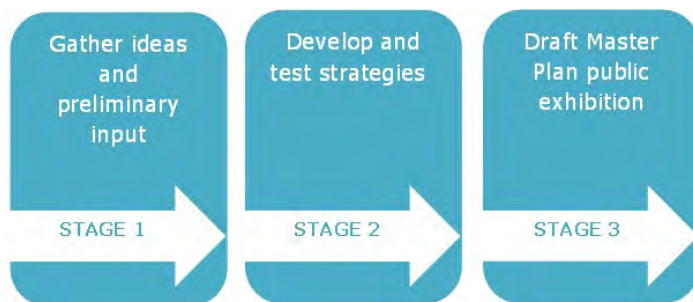 Gather ideas
and
preliminary
input
STAGE 1
Develop and
test strategies
STAGE 2
Draft Master
Plan public
exhibition
STAGE 3